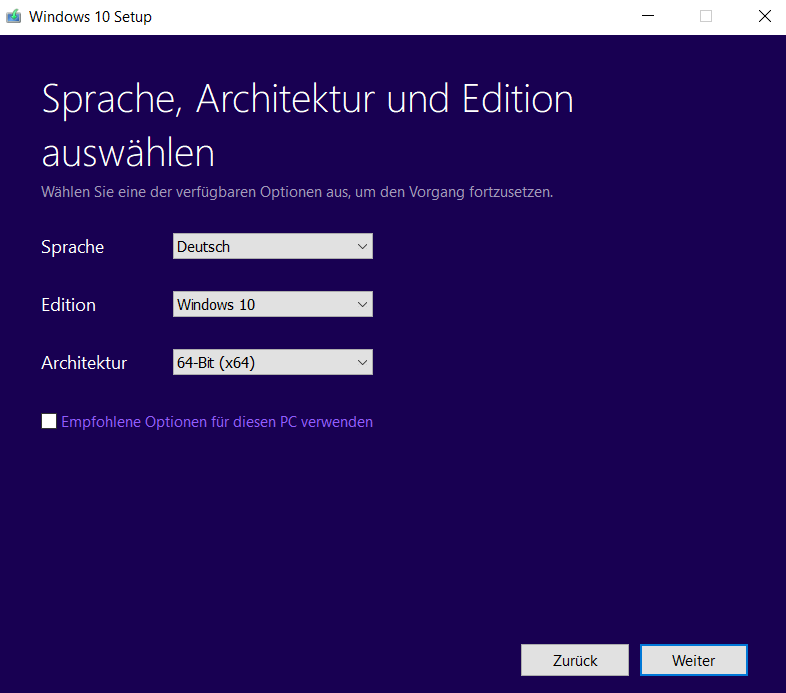 Windows 10 Setup
Sprache, Architektur und Edition
auswählen
Wählen Sie eine der verfügbaren Optionen aus, um den Vorgang fortzusetzen.
Sprache Deutsch
Edition Windows 10
Architektur 64-Bit (x64)
Empfohlene Optionen für diesen PC verwenden
Zurück Weiter